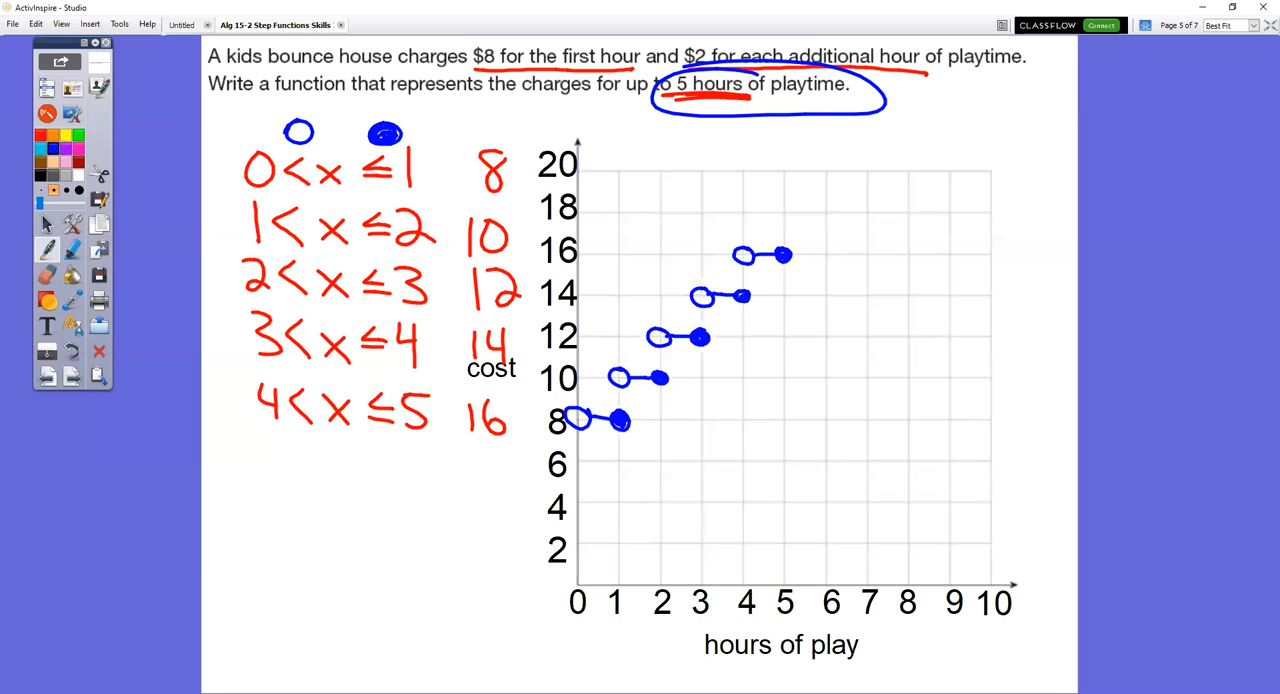 ActivInspire - Studio
File Edit View Insert Tools Help Untitled Alg 15-2 Step Functions Skills CLASSFLOW Connect Page 5 of 7 Best Fit
A kids bounce house charges $8 for the first hour and $2 for each additional hour of playtime.
Write a function that represents the charges for up to 5 hours of playtime.
0 < x ≤ 1 8
1 < x ≤ 2 10
2 < x ≤ 3 12
3 < x ≤ 4 14
4 < x ≤ 5 16
cost
20
18
16
14
12
10
8
6
4
2
0 1 2 3 4 5 6 7 8 9 10
hours of play